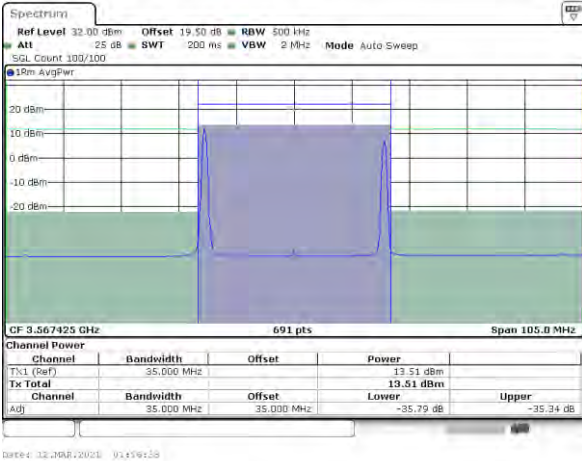 Spectrum
Ref Level 32.00 dBm Offset 19.50 dB RBW 500 kHz
Att 25 dB SWT 200 ms VBW 2 MHz Mode Auto Sweep
SGL Count 100/100
1Rm AvgPwr
20 dBm
10 dBm
0 dBm
-10 dBm
-20 dBm
CF 3.567425 GHz 691 pts Span 105.0 MHz
Channel Power
Channel Bandwidth Offset Power
TX1 (Ref) 35.000 MHz 13.51 dBm
Tx Total 13.51 dBm
Channel Bandwidth Offset Lower Upper
Adj 35.000 MHz 35.000 MHz -35.79 dB -35.34 dB
Date: 12.MAR.2021